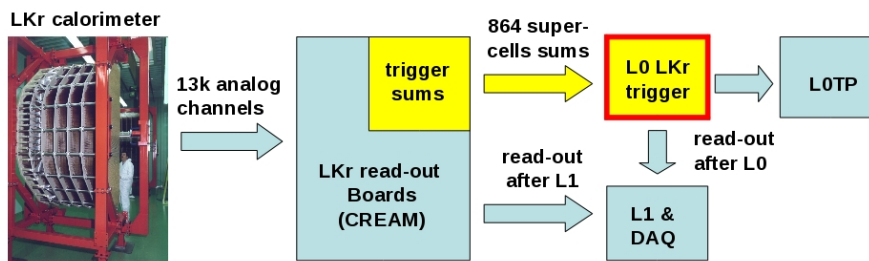 LKr calorimeter
13k analog
channels
trigger
sums
LKr read-out
Boards
(CREAM)
864 super-
cells sums
read-out
after L1
L0 LKr
trigger
read-out
after L0
L1 &
DAQ
L0TP